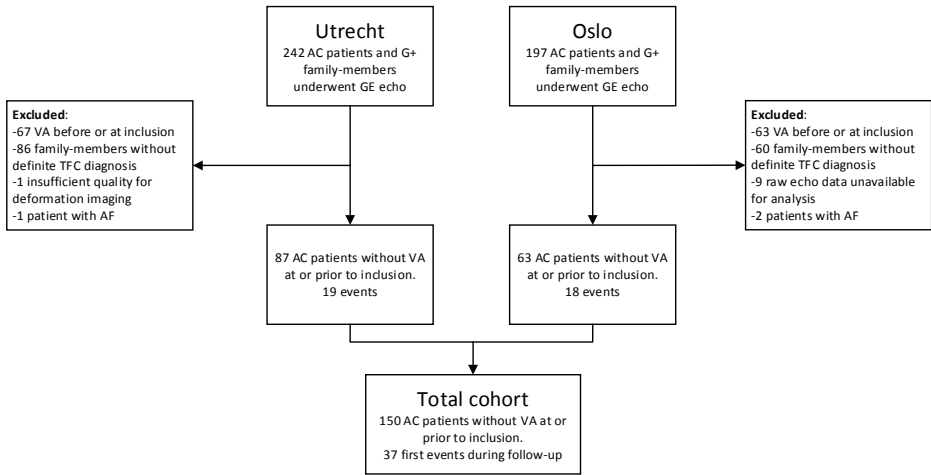 Utrecht
242 AC patients and G+
family-members
underwent GE echo
Oslo
197 AC patients and G+
family-members
underwent GE echo
Excluded:
-67 VA before or at inclusion
-86 family-members without
definite TFC diagnosis
-1 insufficient quality for
deformation imaging
-1 patient with AF
Excluded:
-63 VA before or at inclusion
-60 family-members without
definite TFC diagnosis
-9 raw echo data unavailable
for analysis
-2 patients with AF
87 AC patients without VA
at or prior to inclusion.
19 events
63 AC patients without VA
at or prior to inclusion.
18 events
Total cohort
150 AC patients without VA at or
prior to inclusion.
37 first events during follow-up